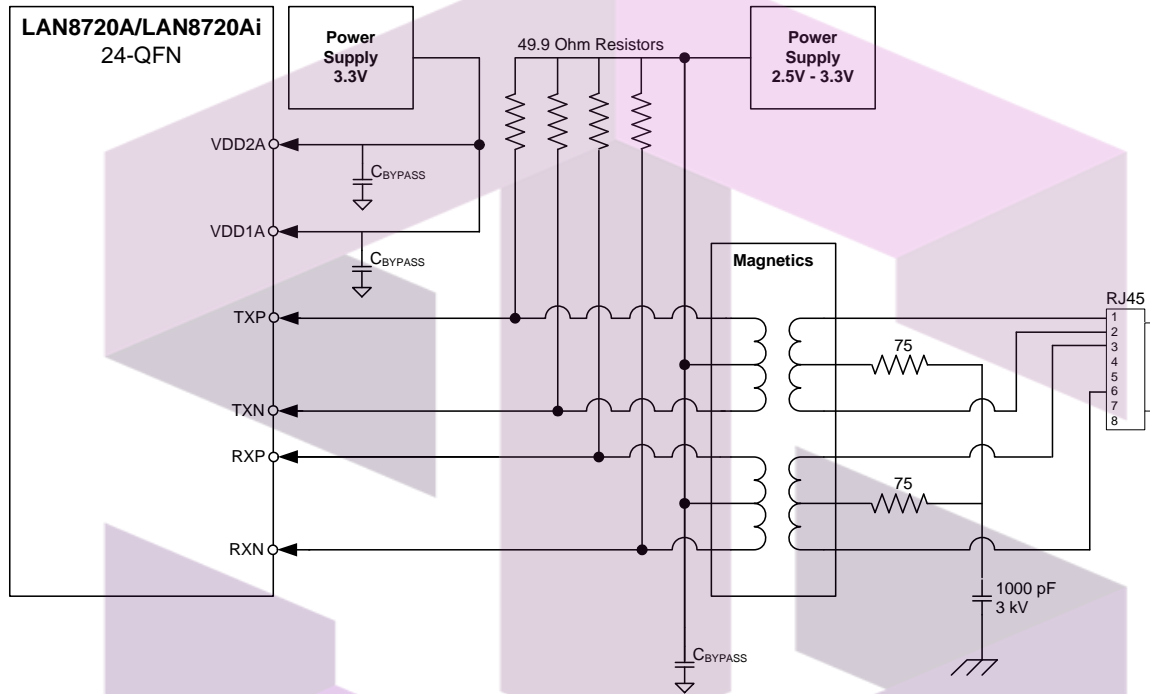 LAN8720A/LAN8720Ai
24-QFN
Power
Supply
3.3V
49.9 Ohm Resistors
Power
Supply
2.5V - 3.3V
VDD2A
CBYPASS
VDD1A
CBYPASS
Magnetics
TXP
RJ45
1
2
3
4
5
6
7
8
75
TXN
RXP
75
RXN
1000 pF
3 kV
CBYPASS